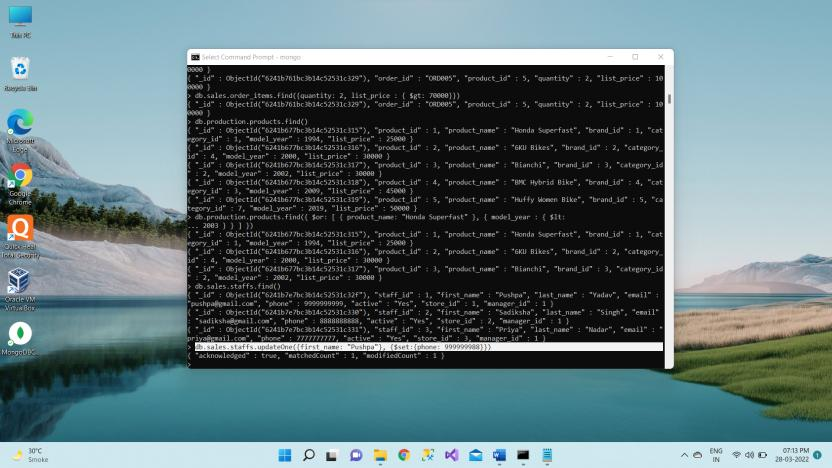 This PC
Recycle Bin
Microsoft
Edge
Google
Chrome
Quick Heal
Total Security
Oracle VM
VirtualBox
MongoDBC...
Select Command Prompt - mongo
0000 }
{ "_id" : ObjectId("6241b761bc3b14c52531c329"), "order_id" : "ORD005", "product_id" : 5, "quantity" : 2, "list_price" : 10
0000 }
> db.sales.order_items.find({quantity: 2, list_price : { $gt: 70000}})
{ "_id" : ObjectId("6241b761bc3b14c52531c329"), "order_id" : "ORD005", "product_id" : 5, "quantity" : 2, "list_price" : 10
0000 }
> db.production.products.find()
{ "_id" : ObjectId("6241b677bc3b14c52531c315"), "product_id" : 1, "product_name" : "Honda Superfast", "brand_id" : 1, "cat
egory_id" : 1, "model_year" : 1994, "list_price" : 25000 }
{ "_id" : ObjectId("6241b677bc3b14c52531c316"), "product_id" : 2, "product_name" : "GKU Bikes", "brand_id" : 2, "category_
id" : 4, "model_year" : 2000, "list_price" : 30000 }
{ "_id" : ObjectId("6241b677bc3b14c52531c317"), "product_id" : 3, "product_name" : "Bianchi", "brand_id" : 3, "category_id
" : 2, "model_year" : 2002, "list_price" : 30000 }
{ "_id" : ObjectId("6241b677bc3b14c52531c318"), "product_id" : 4, "product_name" : "BMC Hybrid Bike", "brand_id" : 4, "cat
egory_id" : 3, "model_year" : 2009, "list_price" : 45000 }
{ "_id" : ObjectId("6241b677bc3b14c52531c319"), "product_id" : 5, "product_name" : "Huffy Women Bike", "brand_id" : 5, "ca
tegory_id" : 7, "model_year" : 2019, "list_price" : 50000 }
> db.production.products.find({ $or: [ { product_name: "Honda Superfast" }, { model_year : { $lt:
... 2003 } } ] })
{ "_id" : ObjectId("6241b677bc3b14c52531c315"), "product_id" : 1, "product_name" : "Honda Superfast", "brand_id" : 1, "cat
egory_id" : 1, "model_year" : 1994, "list_price" : 25000 }
{ "_id" : ObjectId("6241b677bc3b14c52531c316"), "product_id" : 2, "product_name" : "GKU Bikes", "brand_id" : 2, "category_
id" : 4, "model_year" : 2000, "list_price" : 30000 }
{ "_id" : ObjectId("6241b677bc3b14c52531c317"), "product_id" : 3, "product_name" : "Bianchi", "brand_id" : 3, "category_id
" : 2, "model_year" : 2002, "list_price" : 30000 }
> db.sales.staffs.find()
{ "_id" : ObjectId("6241b7e7bc3b14c52531c32f"), "staff_id" : 1, "first_name" : "Pushpa", "last_name" : "Yadav", "email" :
"pushpa@gmail.com", "phone" : 99999999999, "active" : "Yes", "store_id" : 1, "manager_id" : 1 }
{ "_id" : ObjectId("6241b7e7bc3b14c52531c330"), "staff_id" : 2, "first_name" : "Sadiksha", "last_name" : "Singh", "email"
: "sadiksha@gmail.com", "phone" : 8888888888, "active" : "Yes", "store_id" : 2, "manager_id" : 1 }
{ "_id" : ObjectId("6241b7e7bc3b14c52531c331"), "staff_id" : 3, "first_name" : "Priya", "last_name" : "Nadar", "email" : "
priya@gmail.com", "phone" : 7777777777, "active" : "Yes", "store_id" : 3, "manager_id" : 1 }
> db.sales.staffs.updateOne({first_name: "Pushpa"}, {$set:{phone: 999999988}})
{ "acknowledged" : true, "matchedCount" : 1, "modifiedCount" : 1 }
>
30°C
Smoke
ENG
IN
07:13 PM
28-03-2022